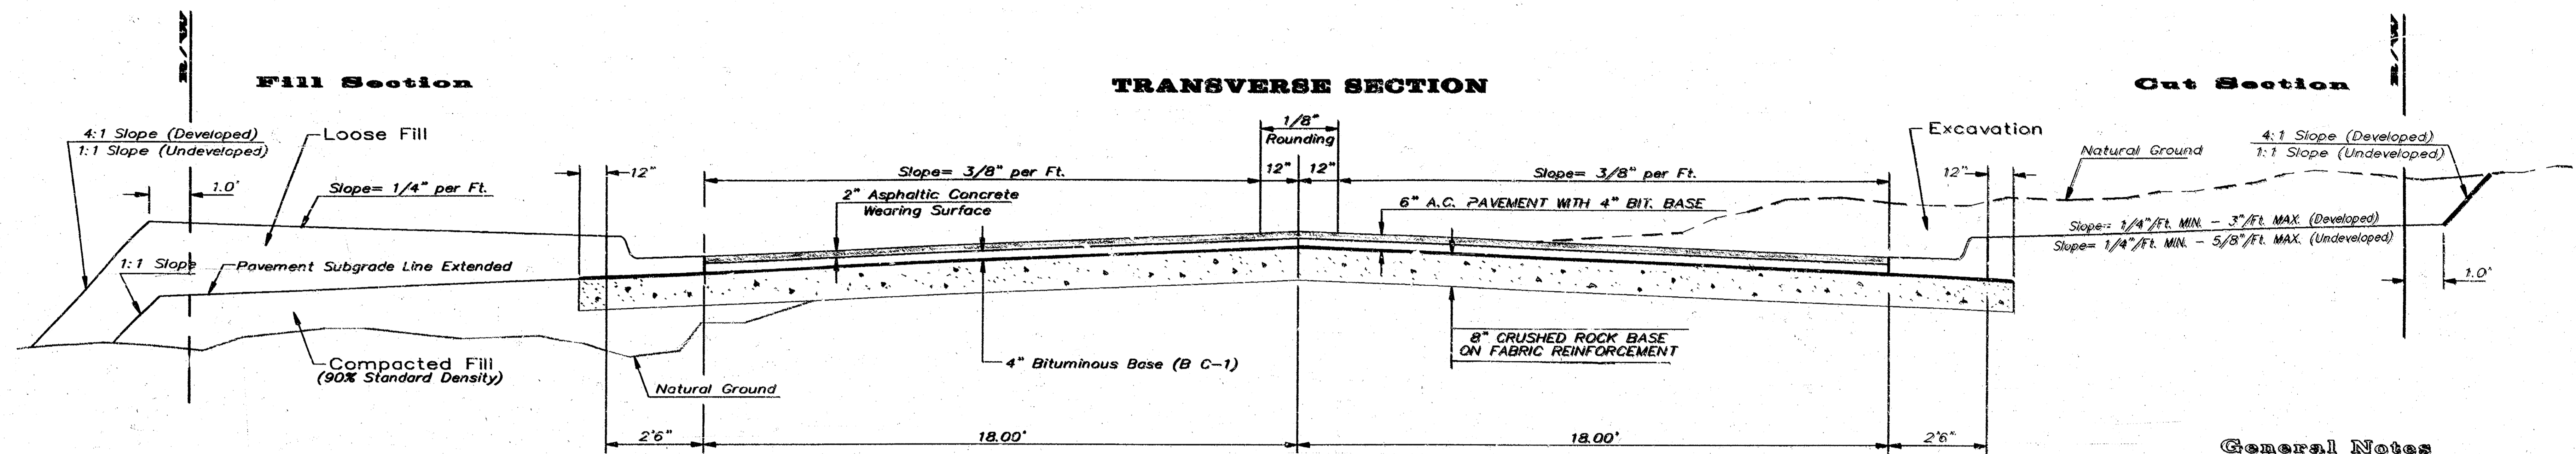 R/W
R/W
Fill Section
TRANSVERSE SECTION
Cut Section
4:1 Slope (Developed)
1:1 Slope (Undeveloped)
Loose Fill
1/8"
Rounding
12" 12"
Excavation
4:1 Slope (Developed)
1:1 Slope (Undeveloped)
Natural Ground
1.0'
Slope= 1/4" per Ft.
12"
Slope= 3/8" per Ft.
Slope= 3/8" per Ft.
12"
2" Asphaltic Concrete
Wearing Surface
6" A.C. PAVEMENT WITH 4" BIT. BASE
Slope= 1/4"/Ft. MIN. - 3"/Ft. MAX. (Developed)
Slope= 1/4"/Ft. MIN. - 5/8"/Ft. MAX. (Undeveloped)
1:1 Slope
Pavement Subgrade Line Extended
1.0'
Compacted Fill
(90% Standard Density)
Natural Ground
4" Bituminous Base (B C-1)
8" CRUSHED ROCK BASE
ON FABRIC REINFORCEMENT
2'6"
18.00'
18.00'
2'6"
General Notes